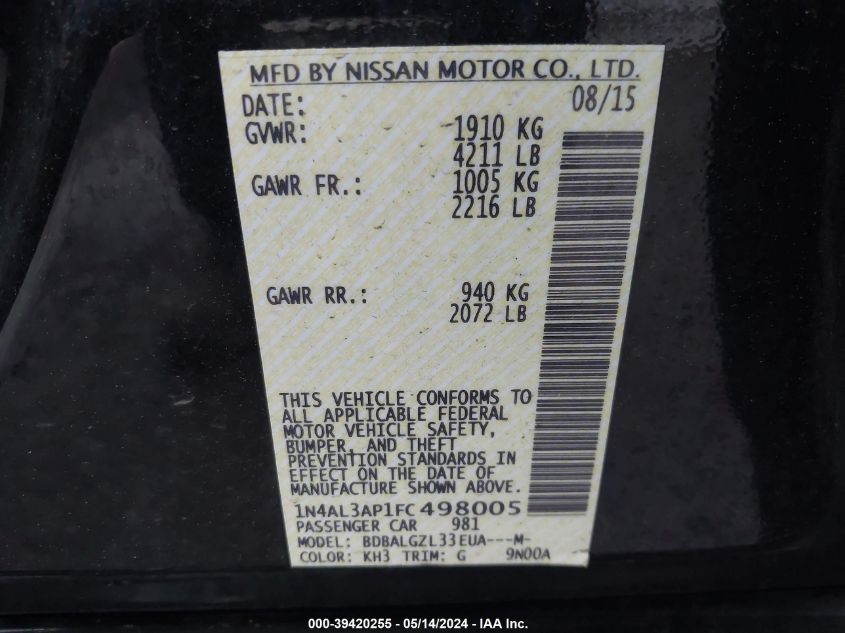 MFD BY NISSAN MOTOR CO., LTD.
DATE: 08/15
GVWR: 1910 KG
4211 LB
GAWR FR.: 1005 KG
2216 LB
GAWR RR.: 940 KG
2072 LB
THIS VEHICLE CONFORMS TO
ALL APPLICABLE FEDERAL
MOTOR VEHICLE SAFETY,
BUMPER, AND THEFT
PREVENTION STANDARDS IN
EFFECT ON THE DATE OF
MANUFACTURE SHOWN ABOVE.
1N4AL3AP1FC 498005
PASSENGER CAR 981
MODEL: BDBALGZL33EUA---M-
COLOR: KH3 TRIM: G 9N00A
000-39420255 - 05/14/2024 - IAA Inc.